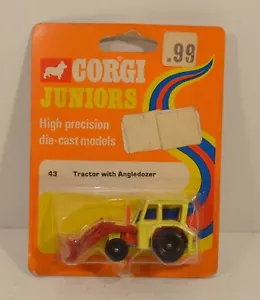 .99
CORGI
JUNIORS
High precision
die-cast models
43 Tractor with Angledozer